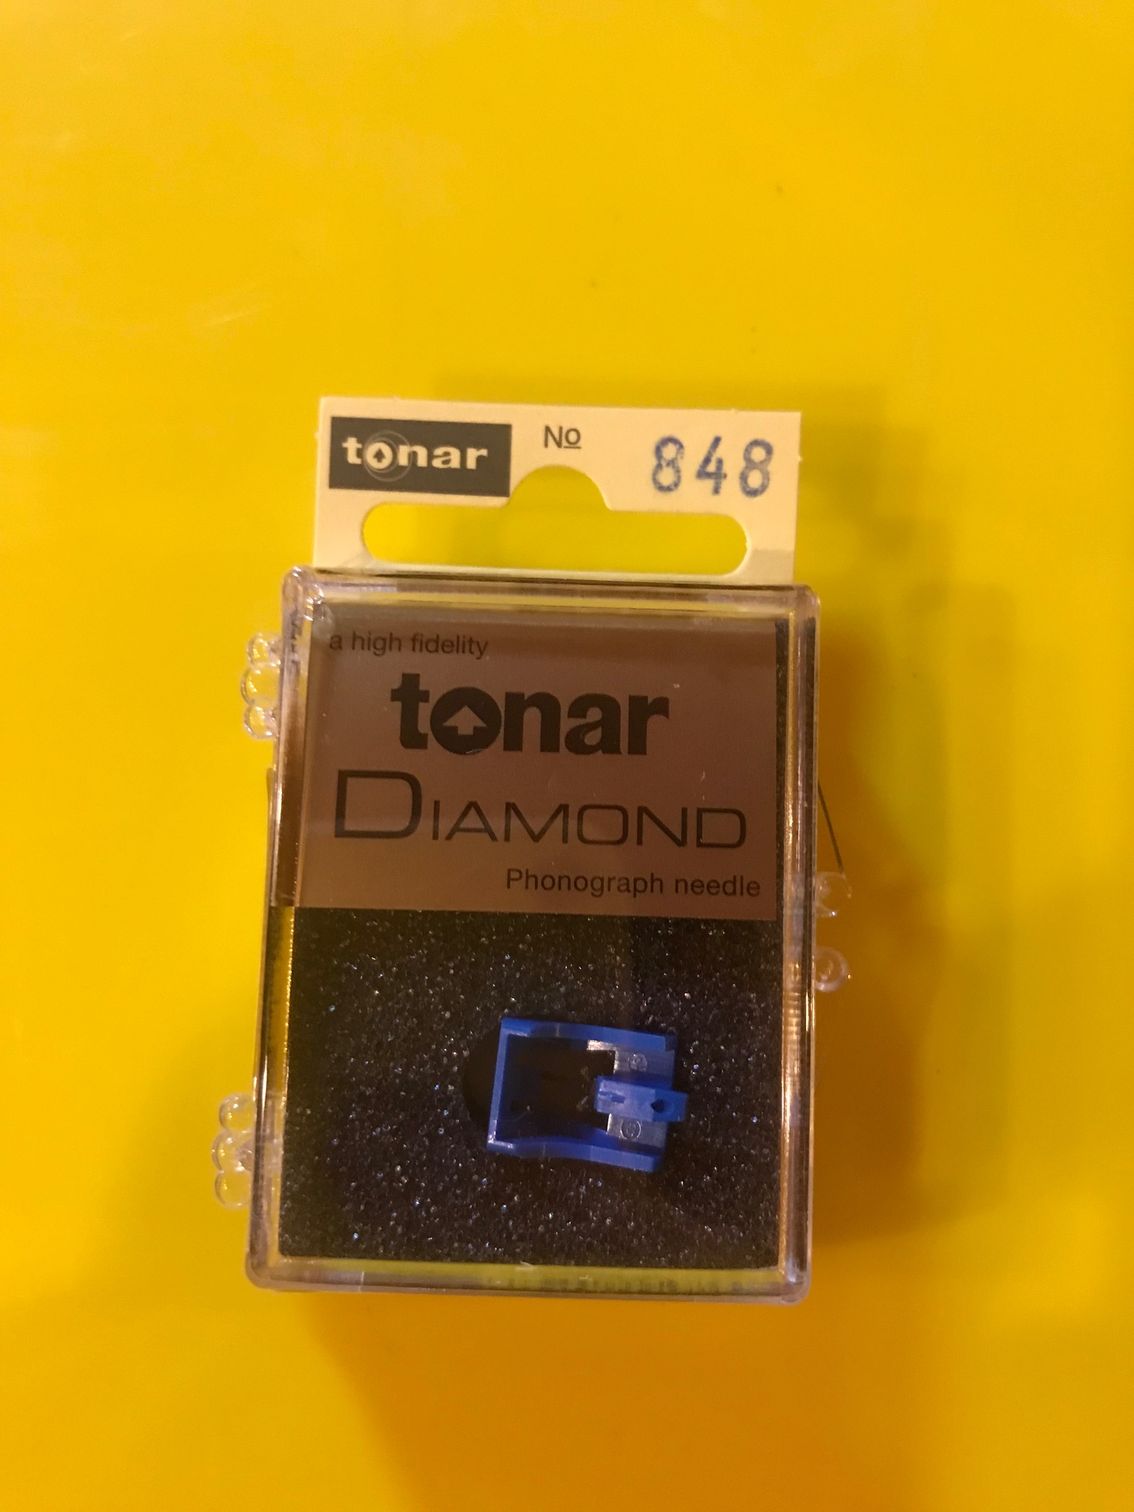 tonar Nº 848
a high fidelity
tonar
DIAMOND
Phonograph needle